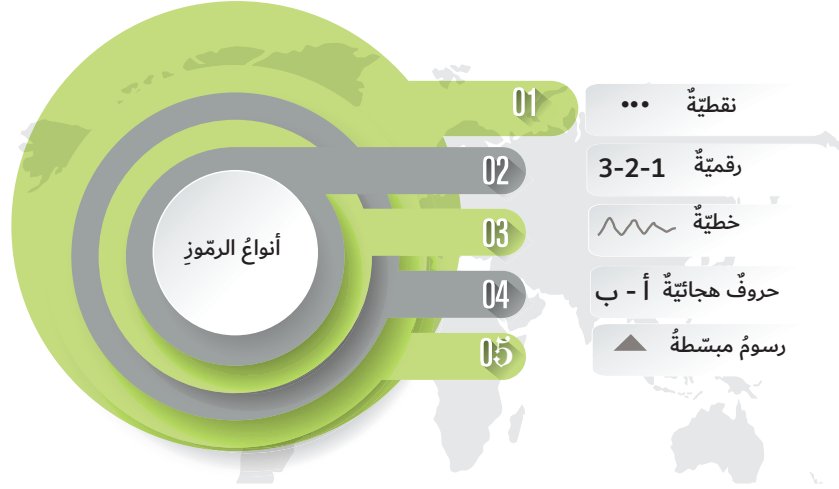 أنواعُ الرمّوزِ
01
نقطيّةٌ •••
02
رقميّةٌ 1-2-3
03
خطيّةٌ
04
حروفٌ هجائيّةٌ أ - ب
05
رسومُ مبسّطةُ